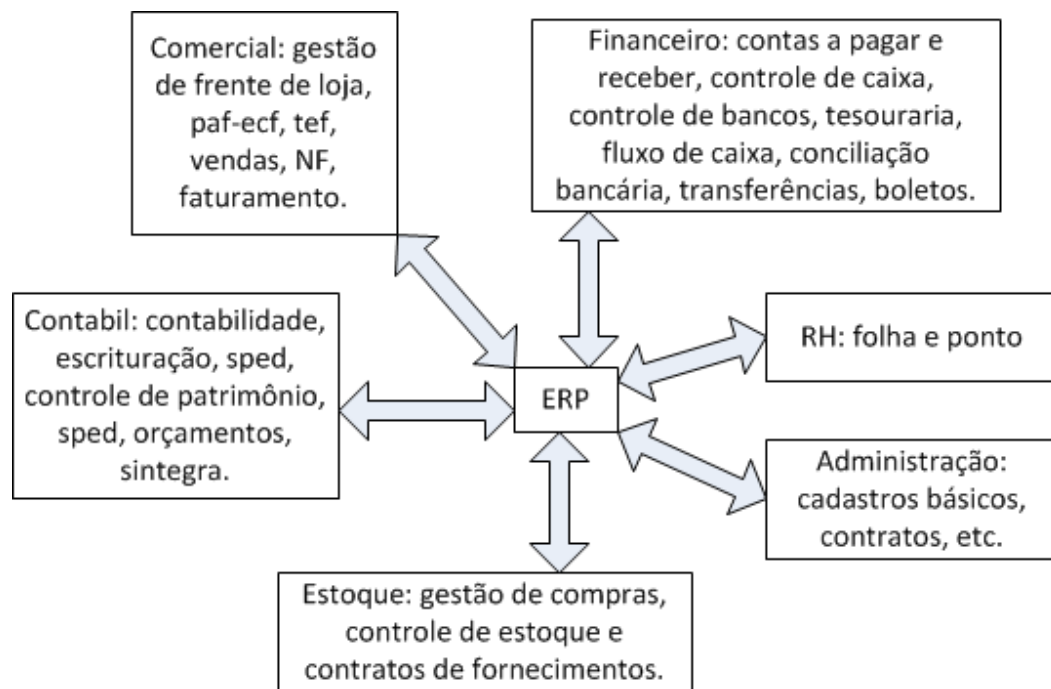 Comercial: gestão
de frente de loja,
paf-ecf, tef,
vendas, NF,
faturamento.
Financeiro: contas a pagar e
receber, controle de caixa,
controle de bancos, tesouraria,
fluxo de caixa, conciliação
bancária, transferências, boletos.
Contabil: contabilidade,
escrituração, sped,
controle de patrimônio,
sped, orçamentos,
sintegra.
ERP
RH: folha e ponto
Administração:
cadastros básicos,
contratos, etc.
Estoque: gestão de compras,
controle de estoque e
contratos de fornecimentos.